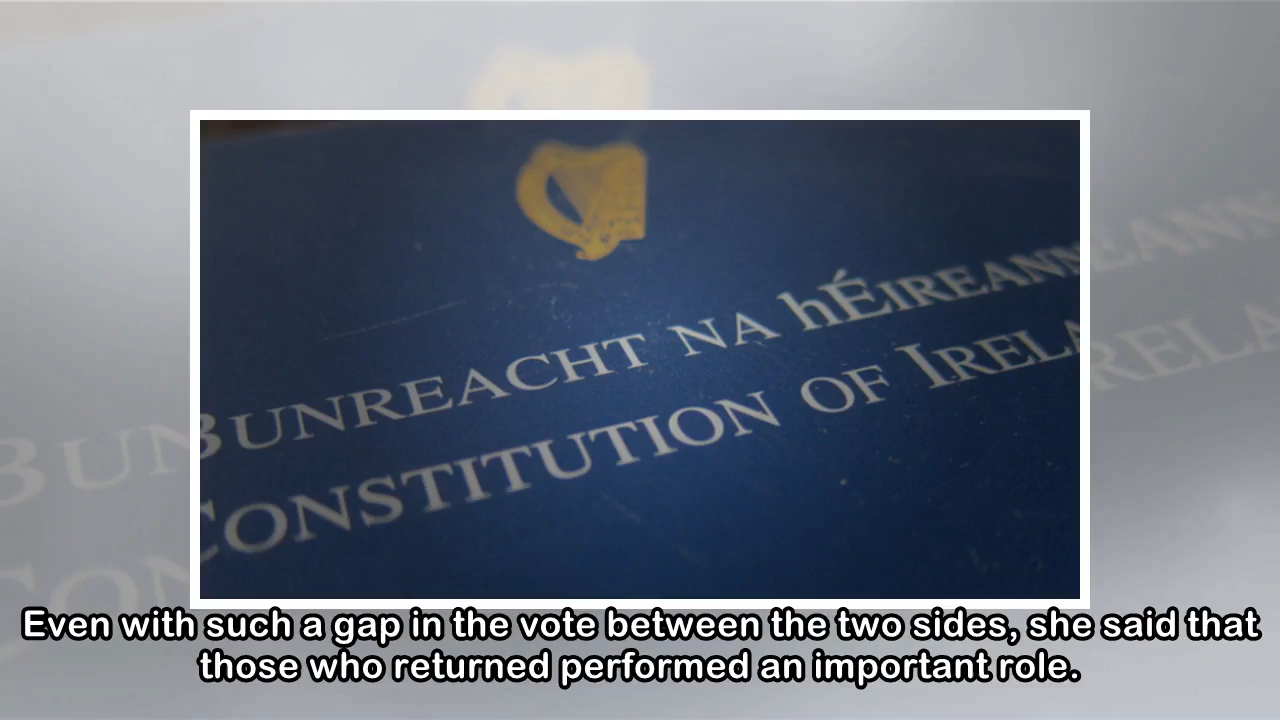 BUNREACHT NA hÉIREANN
CONSTITUTION OF IRELA
Even with such a gap in the vote between the two sides, she said that
those who returned performed an important role.